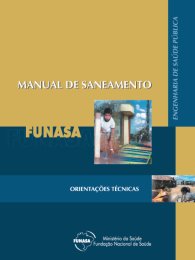 ENGENHARIA DE SAÚDE PÚBLICA
MANUAL DE SANEAMENTO
FUNASA
ORIENTAÇÕES TÉCNICAS
FUNASA
Ministério da Saúde
Fundação Nacional de Saúde